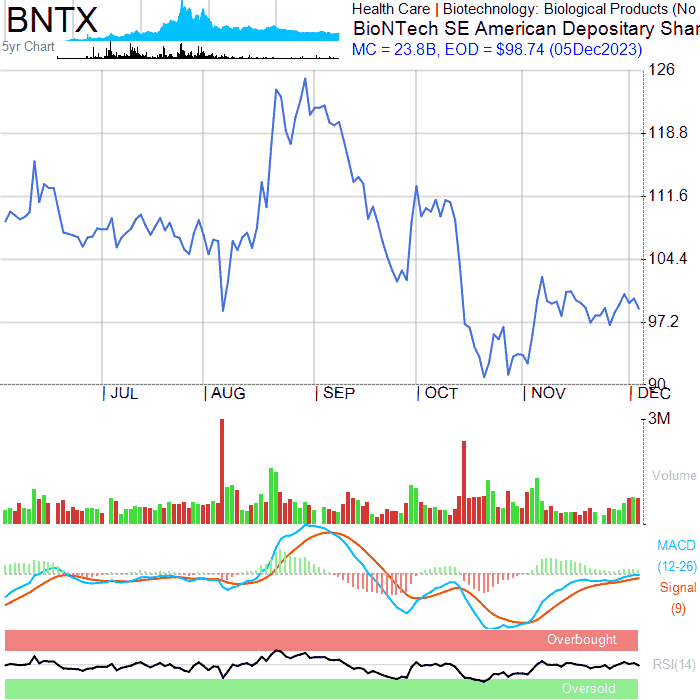 BNTX
5yr Chart
Health Care | Biotechnology: Biological Products (No
BioNTech SE American Depositary Shar
MC = 23.8B, EOD = $98.74 (05Dec2023)
126
118.8
111.6
104.4
97.2
90
| JUL | AUG | SEP | OCT | NOV | DEC
3M
Volume
MACD
(12-26)
Signal
(9)
Overbought
RSI(14)
Oversold